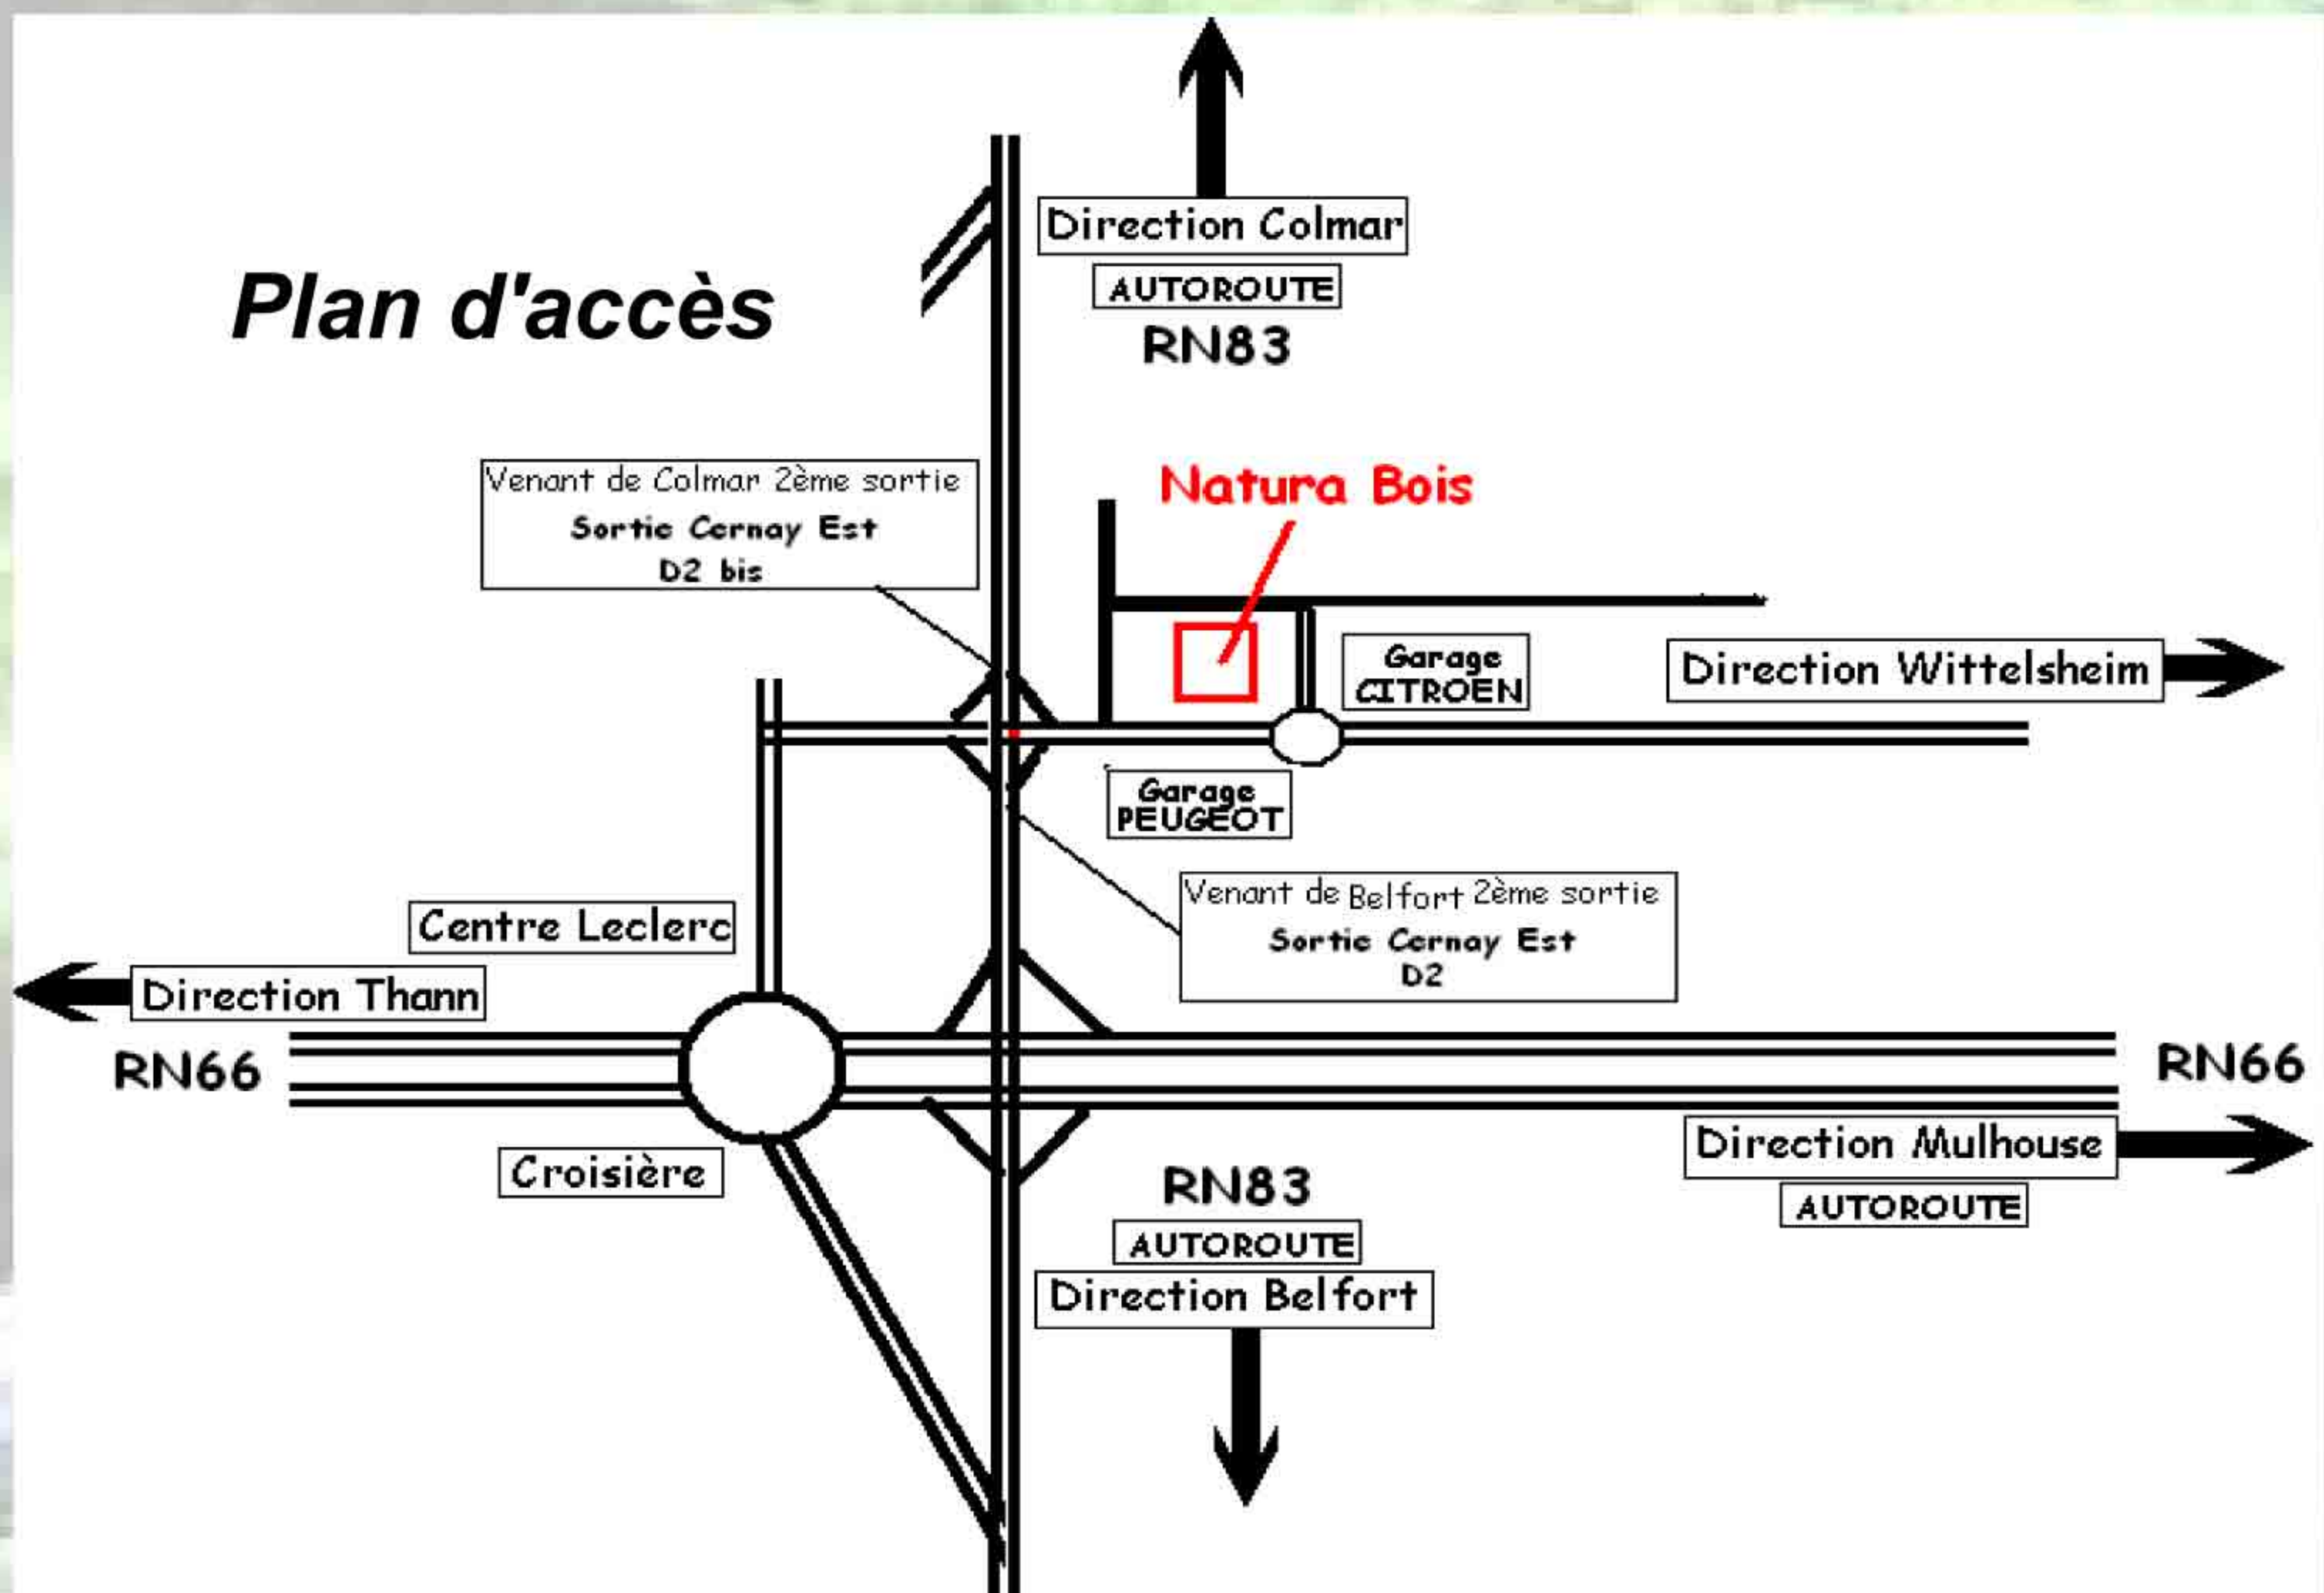 Direction Colmar
AUTOROUTE
RN83
Plan d'accès
Venant de Colmar 2ème sortie
Sortie Cernay Est
D2 bis
Natura Bois
Garage
CITROEN
Direction Wittelsheim
Garage
PEUGEOT
Venant de Belfort 2ème sortie
Sortie Cernay Est
D2
Centre Leclerc
Direction Thann
RN66
RN66
Croisière
Direction Mulhouse
AUTOROUTE
RN83
AUTOROUTE
Direction Belfort